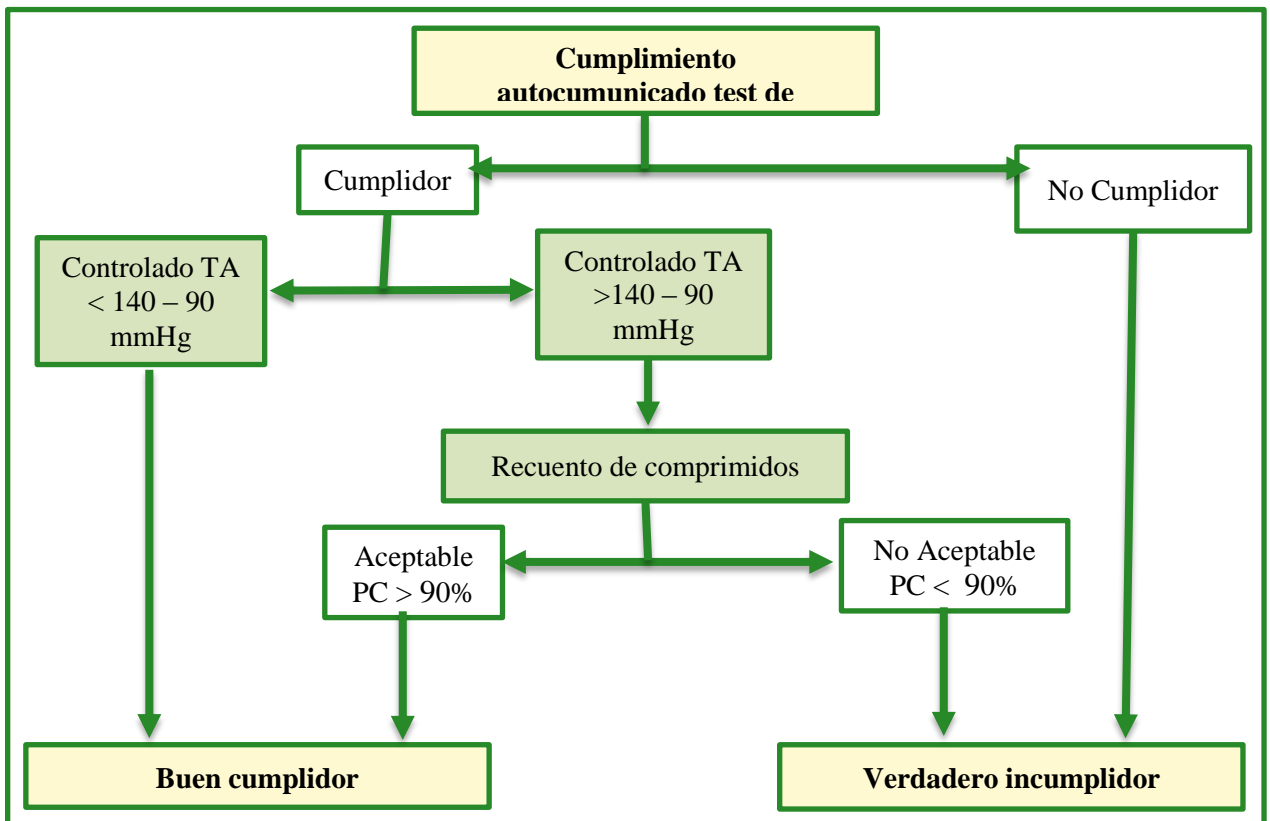 Cumplimiento
autocumunicado test de
Cumplidor
No Cumplidor
Controlado TA
< 140 – 90
mmHg
Controlado TA
>140 – 90
mmHg
Recuento de comprimidos
Aceptable
PC > 90%
No Aceptable
PC < 90%
Buen cumplidor
Verdadero incumplidor